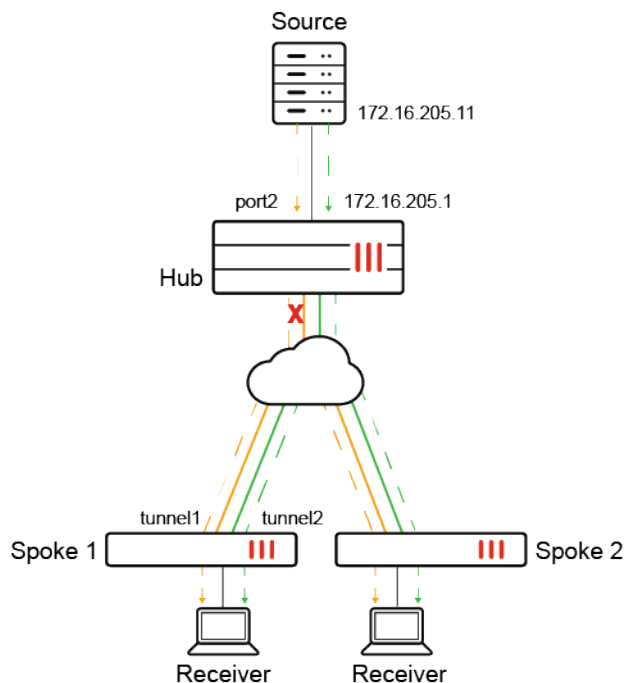 Source
172.16.205.11
port2
172.16.205.1
Hub
X
tunnel1
tunnel2
Spoke 1
Spoke 2
Receiver
Receiver